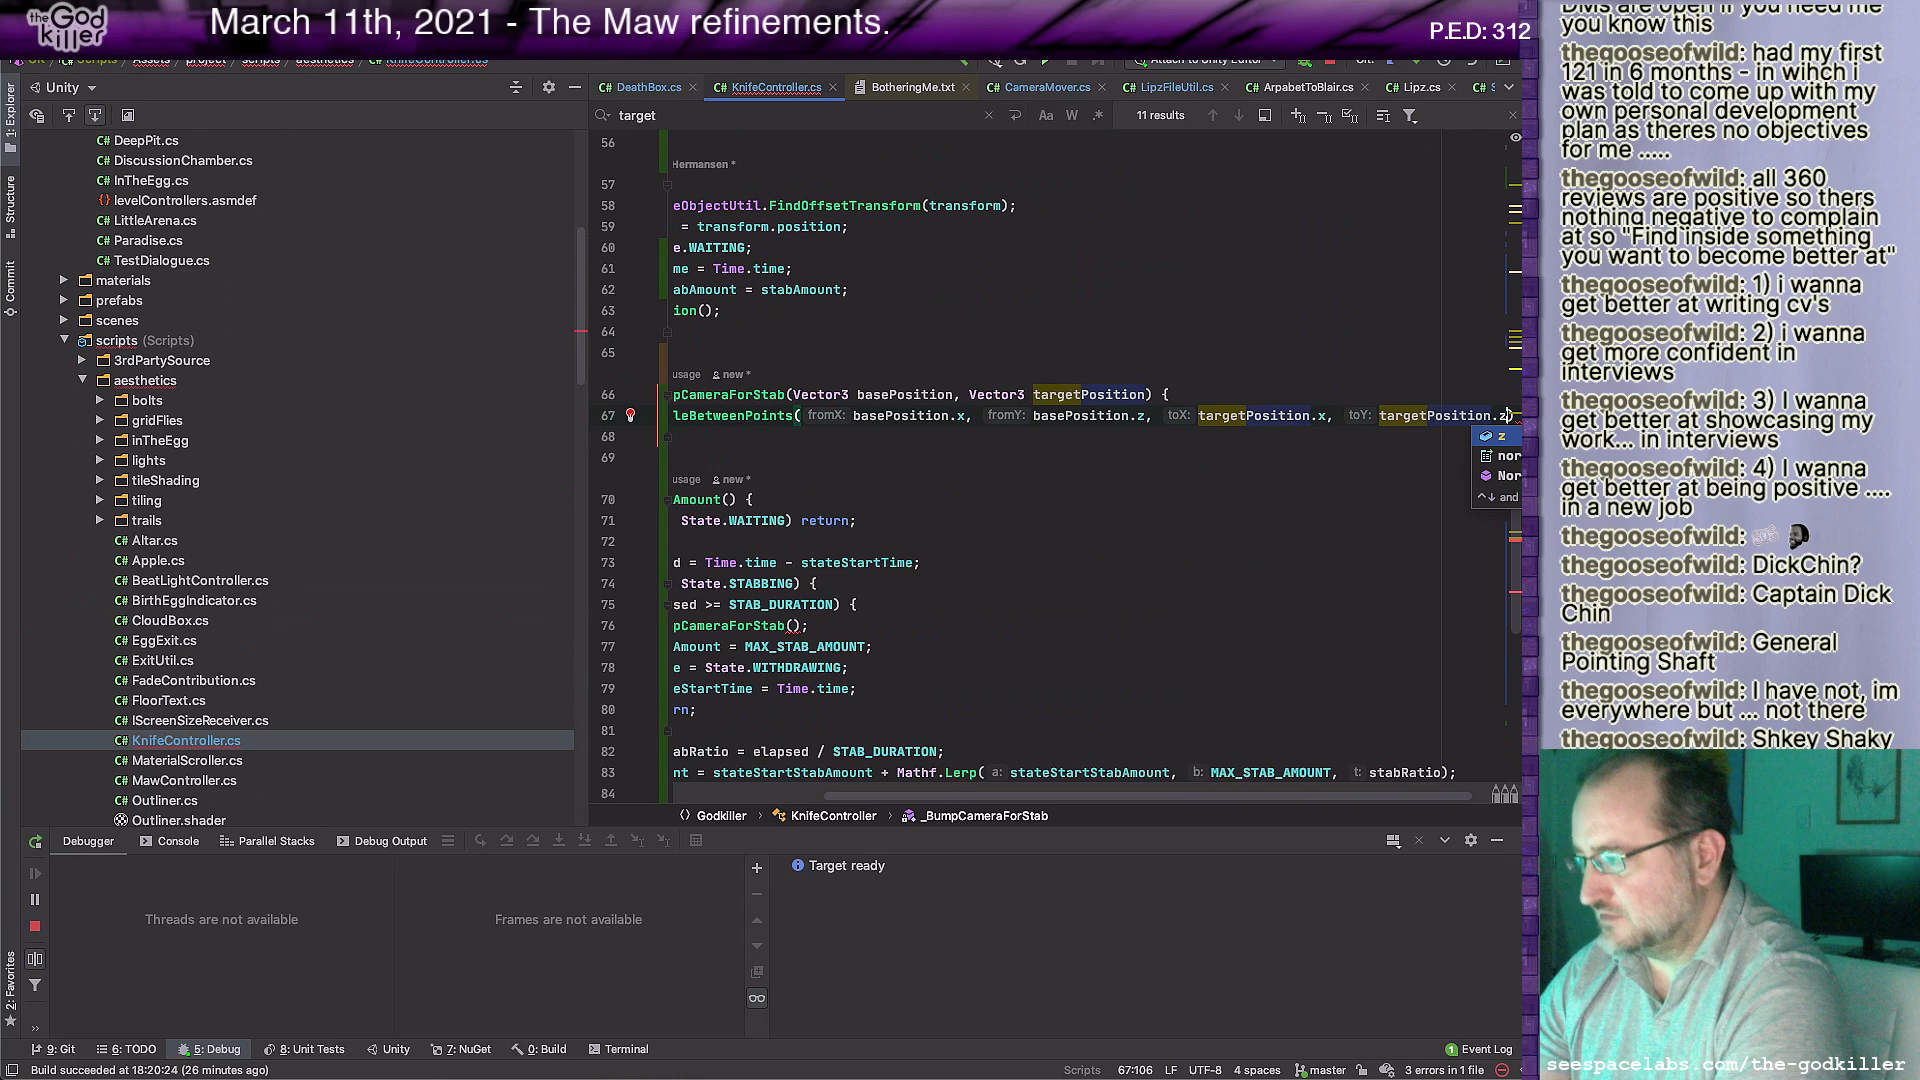 the God killer
March 11th, 2021 - The Maw refinements.
P.E.D: 312
Unity
DeathBox.cs
KnifeController.cs
BotheringMe.txt
CameraMover.cs
LipzFileUtil.cs
ArpabetToBlair.cs
Lipz.cs
target
Aa
W
.*
11 results
1: Explorer
Structure
Commit
2: Favorites
DeepPit.cs
DiscussionChamber.cs
InTheEgg.cs
levelControllers.asmdef
LittleArena.cs
Paradise.cs
TestDialogue.cs
materials
prefabs
scenes
scripts (Scripts)
3rdPartySource
aesthetics
bolts
gridFlies
inTheEgg
lights
tileShading
tiling
trails
Altar.cs
Apple.cs
BeatLightController.cs
BirthEggIndicator.cs
CloudBox.cs
EggExit.cs
ExitUtil.cs
FadeContribution.cs
FloorText.cs
IScreenSizeReceiver.cs
KnifeController.cs
MaterialScroller.cs
MawController.cs
Outliner.cs
Outliner.shader
56
Hermansen *
57
58 eObjectUtil.FindOffsetTransform(transform);
59 = transform.position;
60 e.WAITING;
61 me = Time.time;
62 abAmount = stabAmount;
63 ion();
64
65
usage new *
66 pCameraForStab(Vector3 basePosition, Vector3 targetPosition) {
67 leBetweenPoints( fromX: basePosition.x, fromY: basePosition.z, toX: targetPosition.x, toY: targetPosition.z)
z
68
nor
69
Nor
usage new *
and
70 Amount() {
71 State.WAITING) return;
72
73 d = Time.time - stateStartTime;
74 State.STABBING) {
75 sed >= STAB_DURATION) {
76 pCameraForStab();
77 Amount = MAX_STAB_AMOUNT;
78 e = State.WITHDRAWING;
79 eStartTime = Time.time;
80 rn;
81
82 abRatio = elapsed / STAB_DURATION;
83 nt = stateStartStabAmount + Mathf.Lerp( a: stateStartStabAmount, b: MAX_STAB_AMOUNT, t: stabRatio);
84
Godkiller KnifeController _BumpCameraForStab
Debugger Console Parallel Stacks Debug Output
Target ready
Threads are not available
Frames are not available
9: Git 6: TODO 5: Debug 8: Unit Tests Unity 7: NuGet 0: Build Terminal
1 Event Log
Build succeeded at 18:20:24 (26 minutes ago)
Scripts 67:106 LF UTF-8 4 spaces master 3 errors in 1 file
you know this
thegooseofwild: had my first
121 in 6 months - in wihch i
was told to come up with my
own personal development
plan as theres no objectives
for me .....
thegooseofwild: all 360
reviews are positive so thers
nothing negative to complain
at so "Find inside something
you want to become better at"
thegooseofwild: 1) i wanna
get better at writing cv's
thegooseofwild: 2) i wanna
get more confident in
interviews
thegooseofwild: 3) I wanna
get better at showcasing my
work... in interviews
thegooseofwild: 4) I wanna
get better at being positive ....
in a new job
thegooseofwild:
thegooseofwild: DickChin?
thegooseofwild: Captain Dick
Chin
thegooseofwild: General
Pointing Shaft
thegooseofwild: I have not, im
everywhere but ... not there
thegooseofwild: Shkey Shaky
seespacelabs.com/the-godkiller